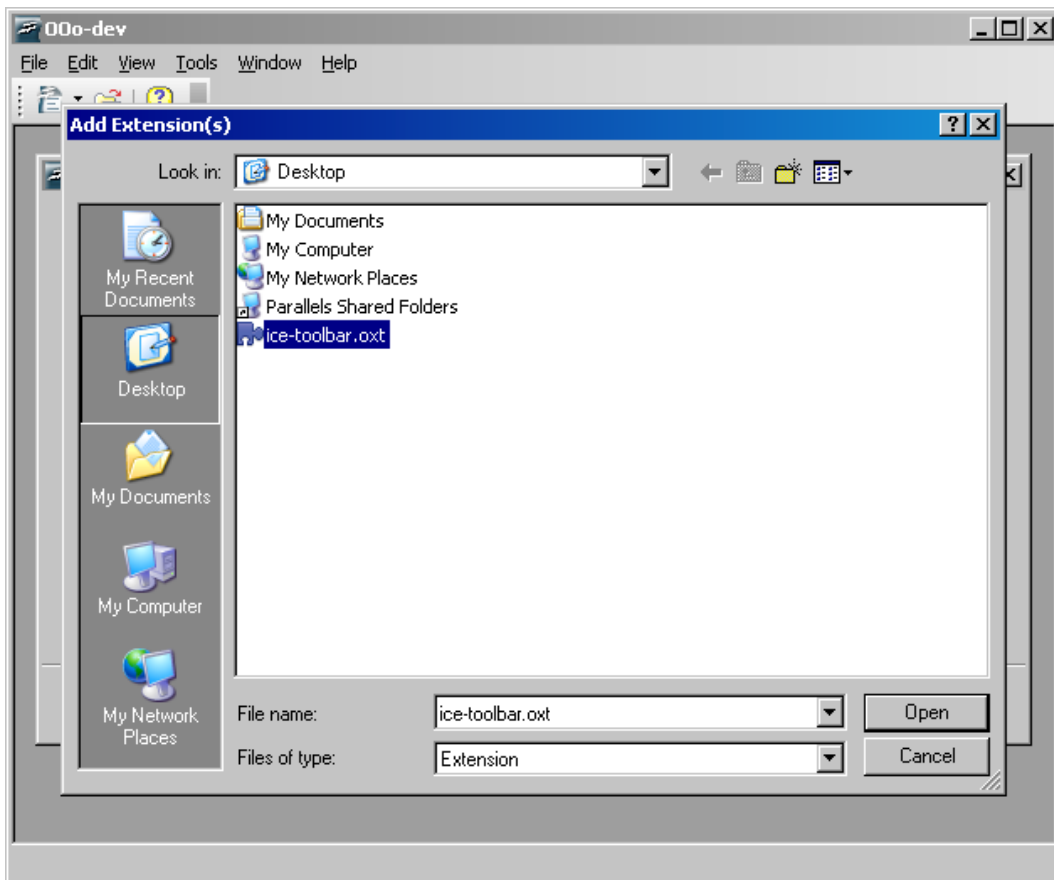 OOo-dev
File Edit View Tools Window Help
Add Extension(s)
Look in: Desktop
My Recent
Documents
Desktop
My Documents
My Computer
My Network
Places
My Documents
My Computer
My Network Places
Parallels Shared Folders
ice-toolbar.oxt
File name: ice-toolbar.oxt Open
Files of type: Extension Cancel